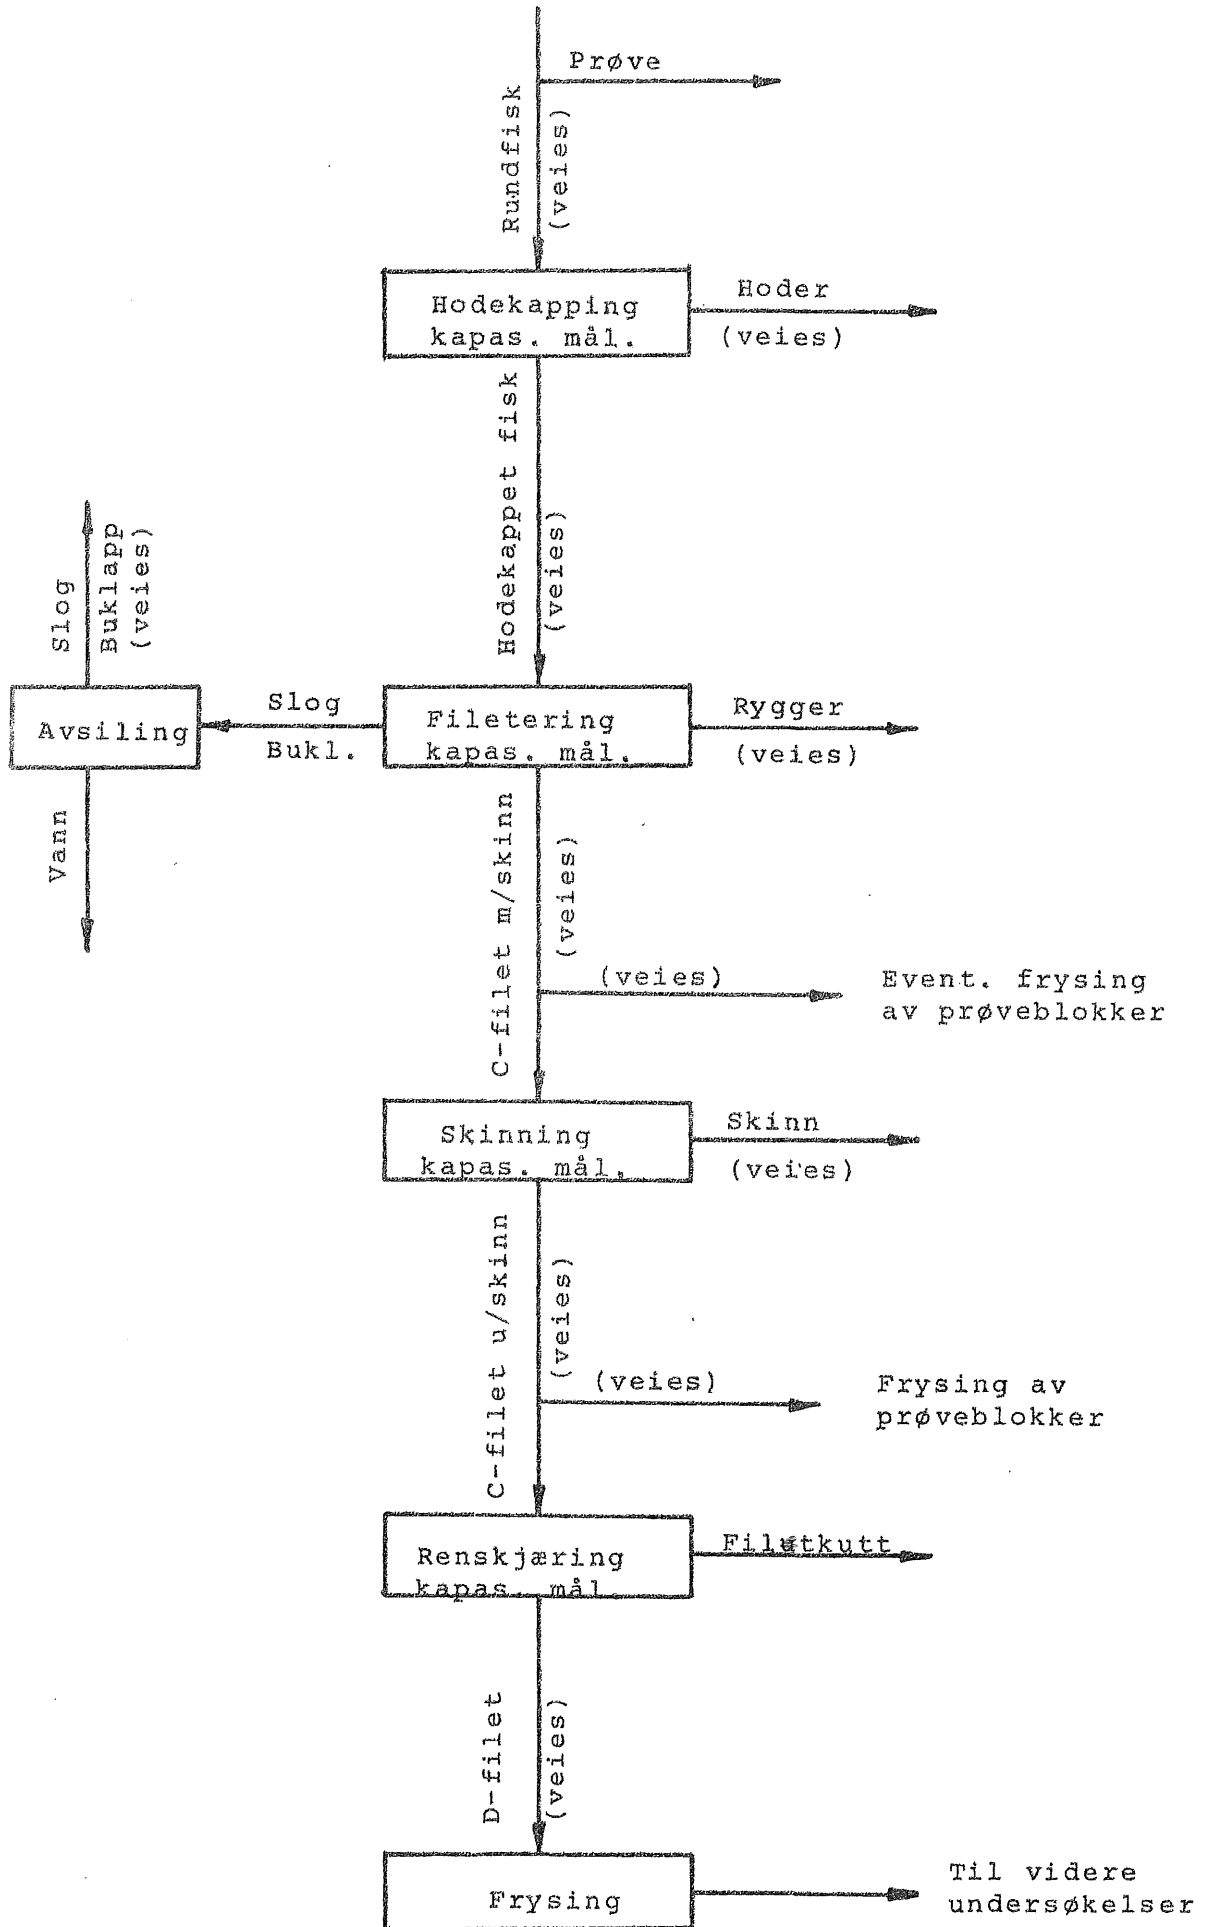 Prøve
Rundfisk
(veies)
Hodekapping
kapas. mål.
Hoder
(veies)
Hodekappet fisk
(veies)
Slog
Buklapp
(veies)
Avsiling
Slog
Bukl.
Filetering
kapas. mål.
Rygger
(veies)
Vann
C-filet m/skinn
(veies)
(veies)
Event. frysing
av prøveblokker
Skinning
kapas. mål.
Skinn
(veies)
C-filet u/skinn
(veies)
(veies)
Frysing av
prøveblokker
Renskjæring
kapas. mål.
D-filet
(veies)
Frysing
Til videre
undersøkelser